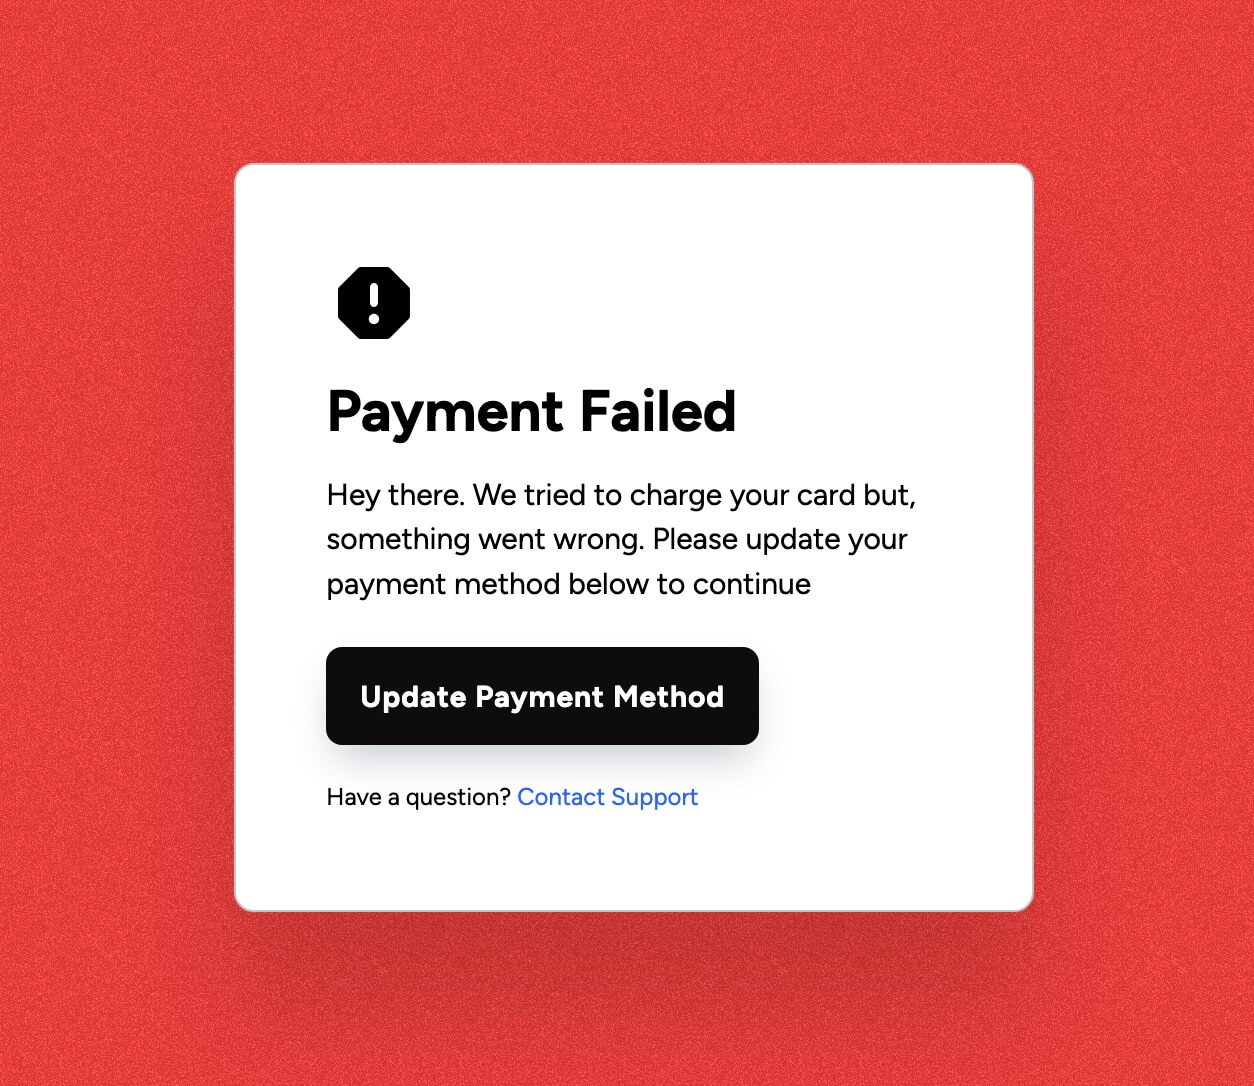 Payment Failed
Hey there. We tried to charge your card but,
something went wrong. Please update your
payment method below to continue
Update Payment Method
Have a question? Contact Support